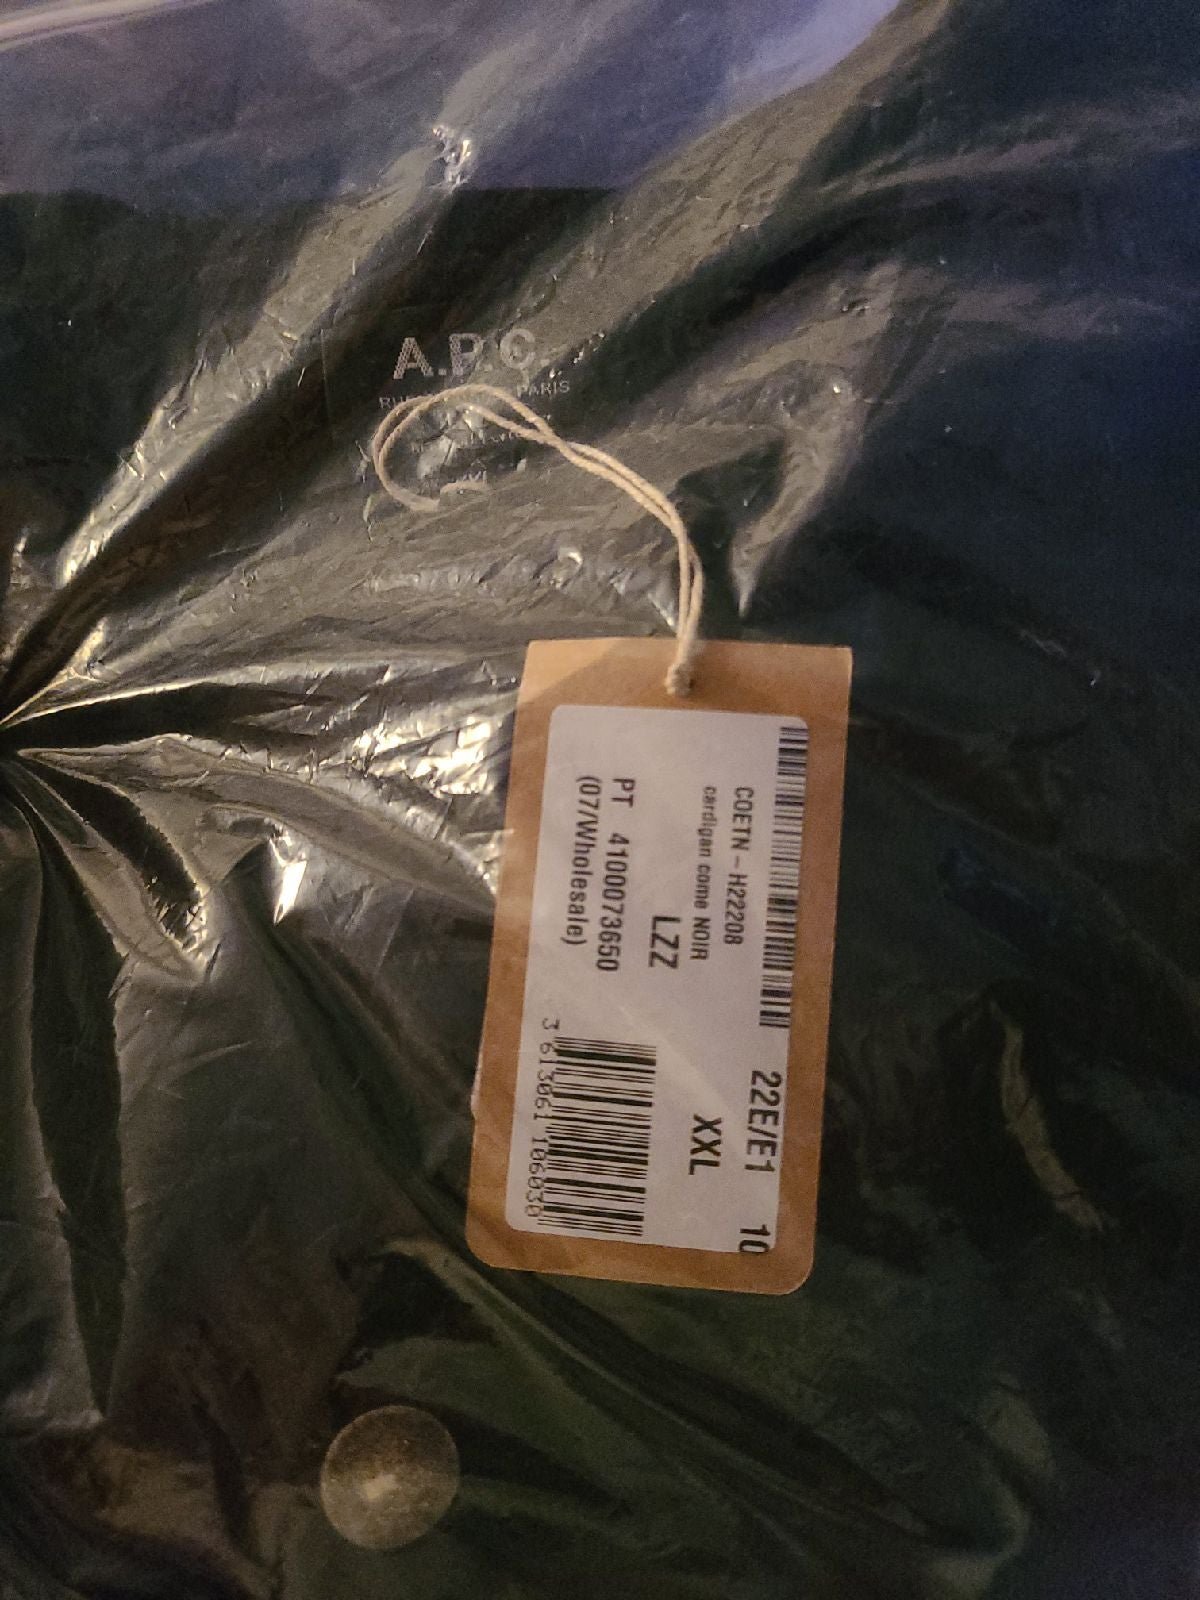 A.P.C.
PARIS
COETN - H22208 22E/E1 10
cardigan come NOIR XXL
LZZ
PT 4100073650
(07/Wholesale)
3 613061 106030